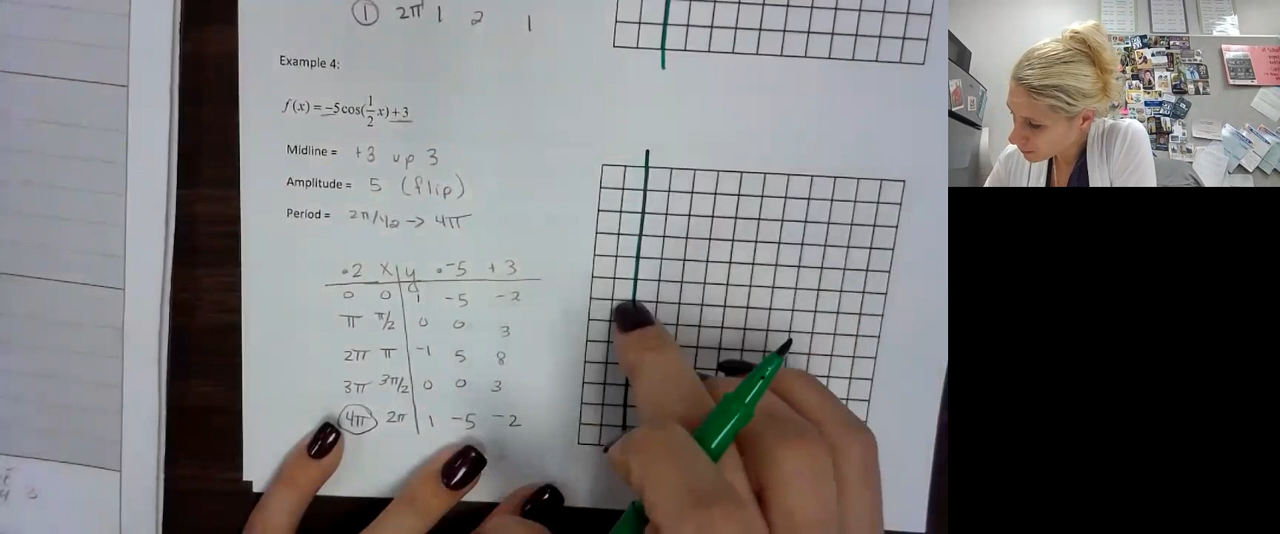 ① 2π 1 2 1
Example 4:
f(x) = -5cos(1/2 x) + 3
Midline = +3 up 3
Amplitude = 5 (flip)
Period = 2π/1/2 → 4π
·2 x y ·-5 +3
0 0 1 -5 -2
π π/2 0 0 3
2π π -1 5 8
3π 3π/2 0 0 3
4π 2π 1 -5 -2